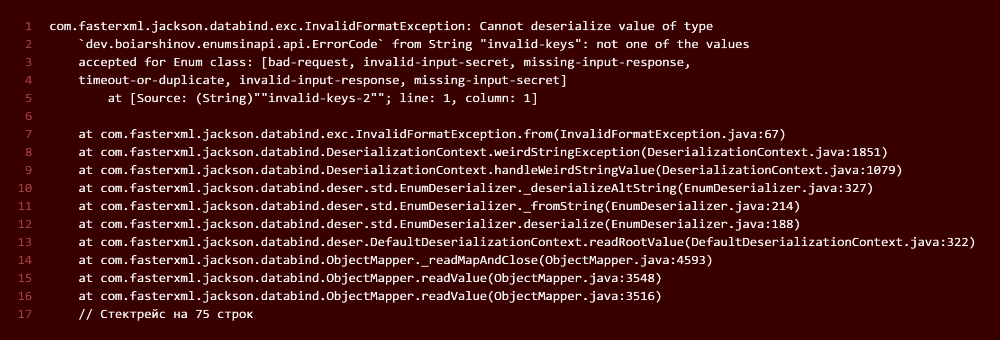 1 com.fasterxml.jackson.databind.exc.InvalidFormatException: Cannot deserialize value of type
2 `dev.boiarshinov.enumsinapi.api.ErrorCode` from String "invalid-keys": not one of the values
3 accepted for Enum class: [bad-request, invalid-input-secret, missing-input-response,
4 timeout-or-duplicate, invalid-input-response, missing-input-secret]
5 at [Source: (String)""invalid-keys-2""; line: 1, column: 1]
6
7 at com.fasterxml.jackson.databind.exc.InvalidFormatException.from(InvalidFormatException.java:67)
8 at com.fasterxml.jackson.databind.DeserializationContext.weirdStringException(DeserializationContext.java:1851)
9 at com.fasterxml.jackson.databind.DeserializationContext.handleWeirdStringValue(DeserializationContext.java:1079)
10 at com.fasterxml.jackson.databind.deser.std.EnumDeserializer._deserializeAltString(EnumDeserializer.java:327)
11 at com.fasterxml.jackson.databind.deser.std.EnumDeserializer._fromString(EnumDeserializer.java:214)
12 at com.fasterxml.jackson.databind.deser.std.EnumDeserializer.deserialize(EnumDeserializer.java:188)
13 at com.fasterxml.jackson.databind.deser.DefaultDeserializationContext.readRootValue(DefaultDeserializationContext.java:322)
14 at com.fasterxml.jackson.databind.ObjectMapper._readMapAndClose(ObjectMapper.java:4593)
15 at com.fasterxml.jackson.databind.ObjectMapper.readValue(ObjectMapper.java:3548)
16 at com.fasterxml.jackson.databind.ObjectMapper.readValue(ObjectMapper.java:3516)
17 // Стектрейс на 75 строк